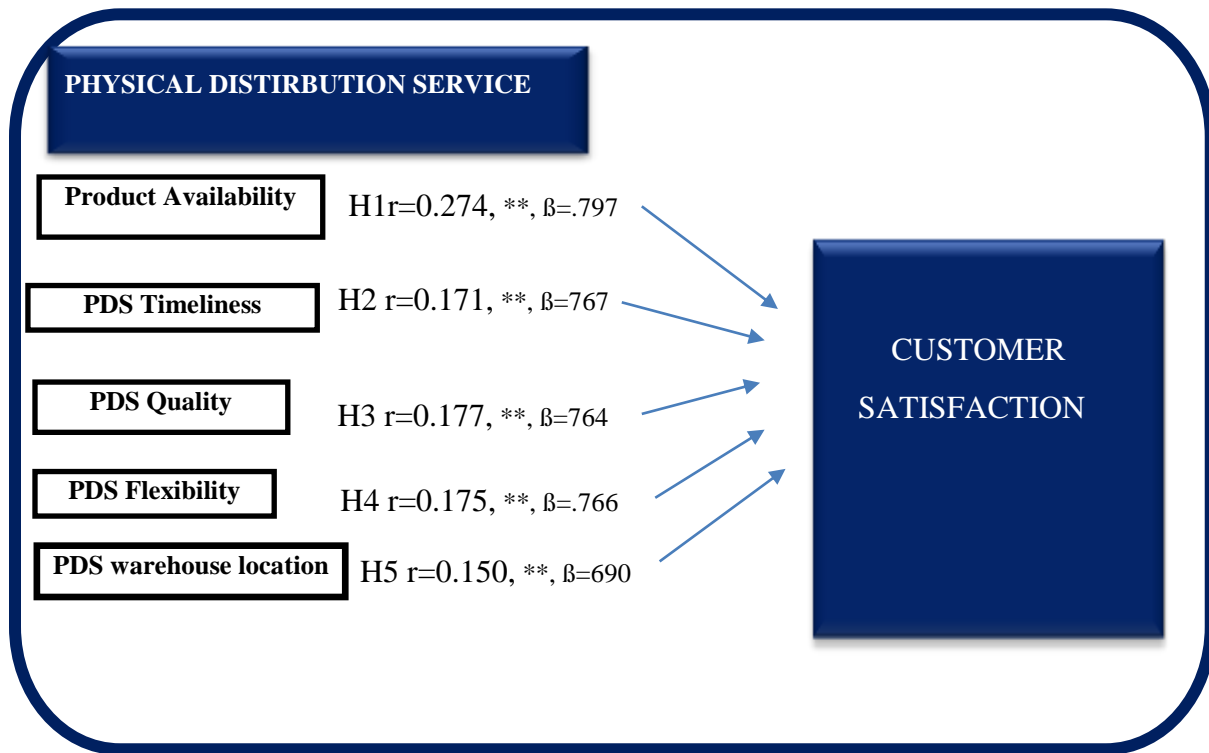 PHYSICAL DISTIRBUTION SERVICE
Product Availability
H1r=0.274, **, ß=.797
PDS Timeliness
H2 r=0.171, **, ß=767
PDS Quality
H3 r=0.177, **, ß=764
PDS Flexibility
H4 r=0.175, **, ß=.766
PDS warehouse location
H5 r=0.150, **, ß=690
CUSTOMER
SATISFACTION